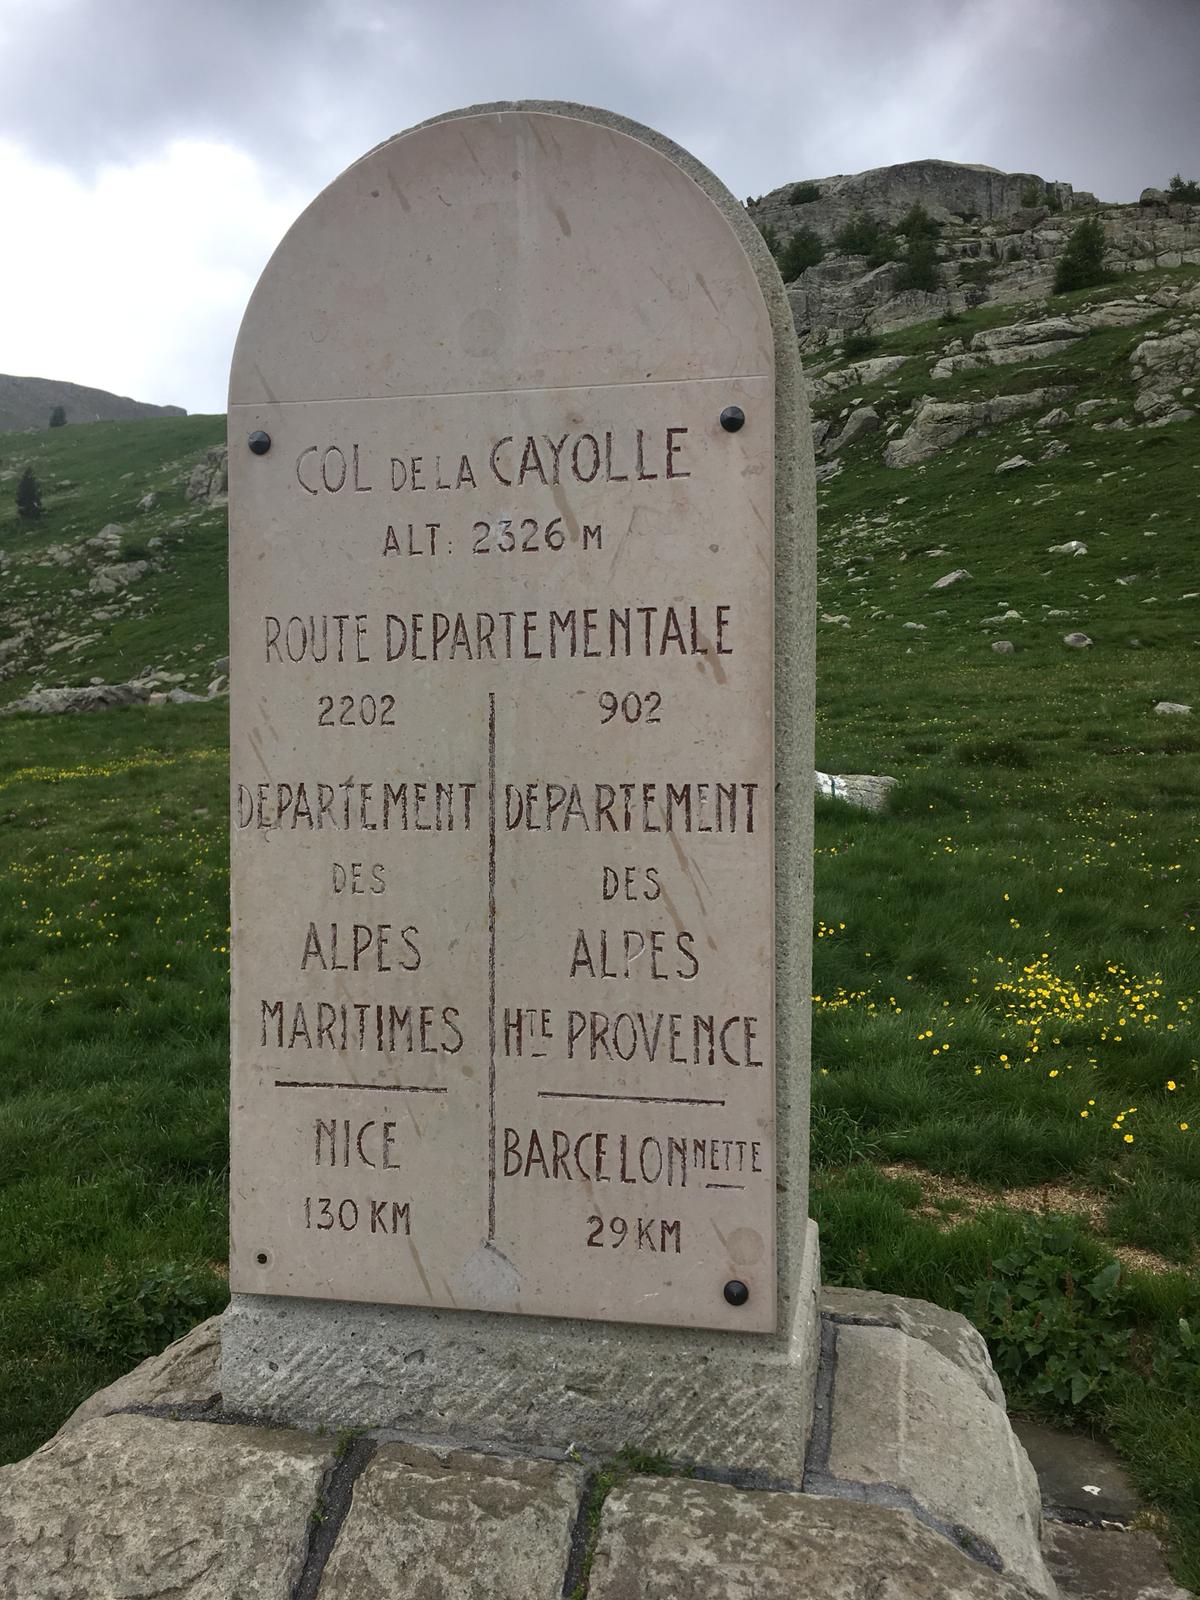 COL DE LA CAYOLLE
ALT: 2326 M
ROUTE DEPARTEMENTALE
2202
DEPARTEMENT
DES
ALPES
MARITIMES
NICE
130 KM
902
DEPARTEMENT
DES
ALPES
HTE PROVENCE
BARCELONNETTE
29 KM